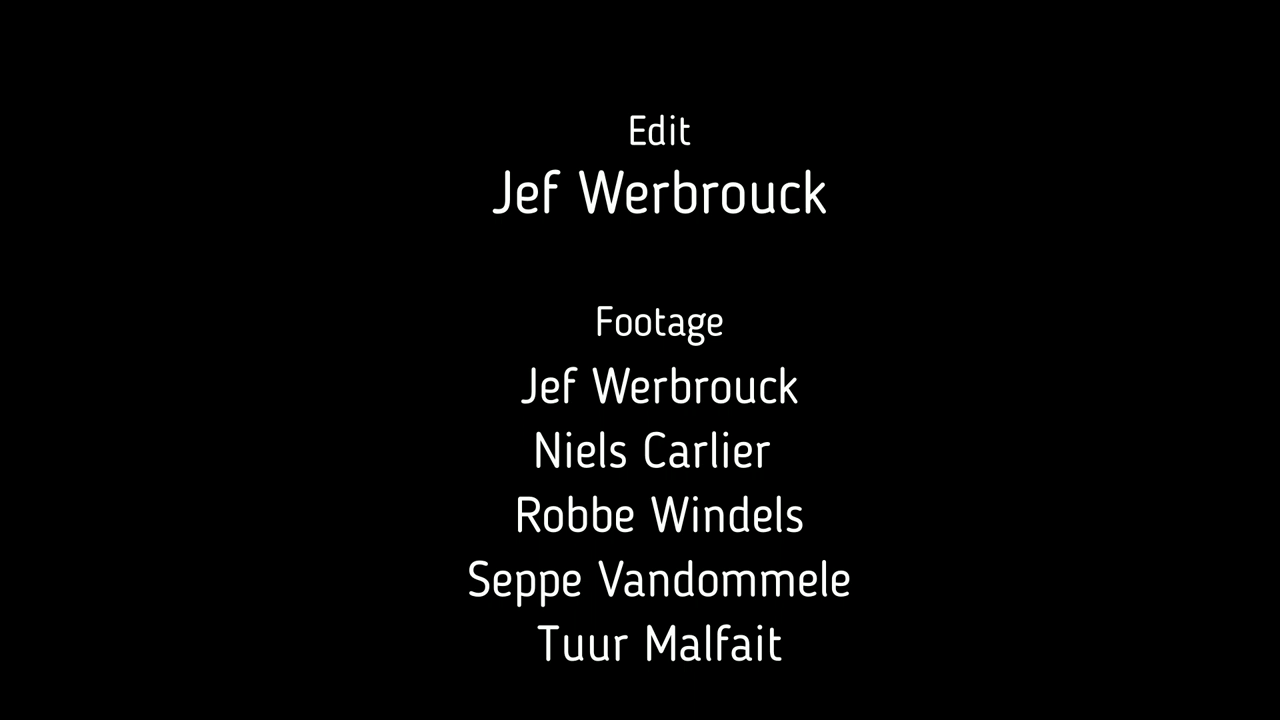 Edit
Jef Werbrouck
Footage
Jef Werbrouck
Niels Carlier
Robbe Windels
Seppe Vandommele
Tuur Malfait